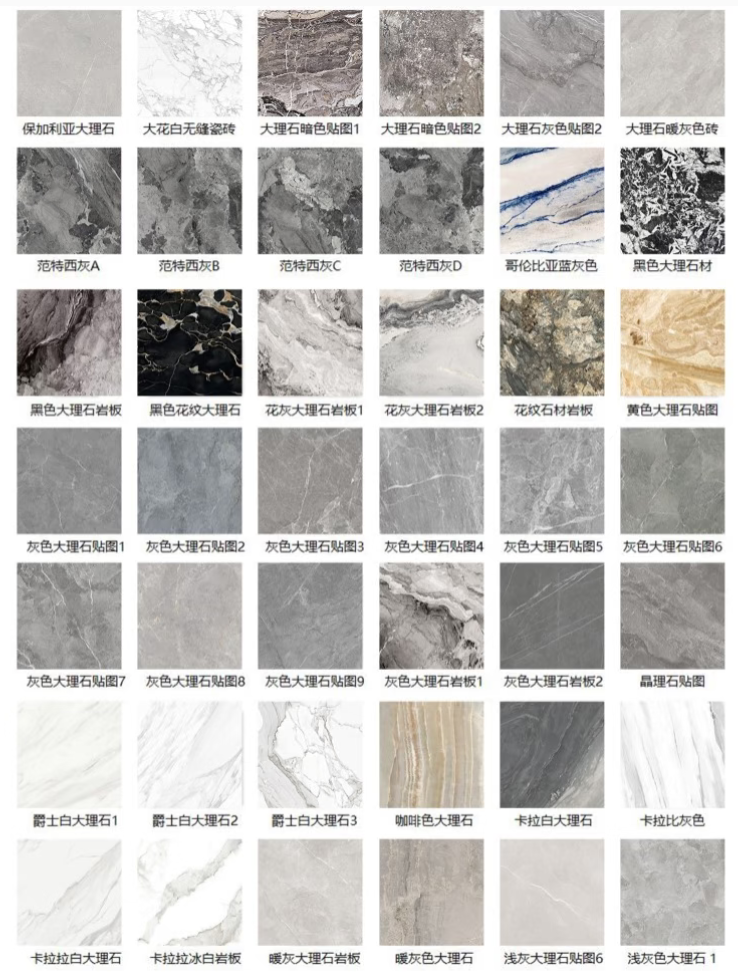 保加利亚大理石 大花白无缝瓷砖 大理石暗色贴图1 大理石暗色贴图2 大理石灰色贴图2 大理石暖灰色砖
范特西灰A 范特西灰B 范特西灰C 范特西灰D 哥伦比亚蓝灰色 黑色大理石材
黑色大理石岩板 黑色花纹大理石 花灰大理石岩板1 花灰大理石岩板2 花纹石材岩板 黄色大理石贴图
灰色大理石贴图1 灰色大理石贴图2 灰色大理石贴图3 灰色大理石贴图4 灰色大理石贴图5 灰色大理石贴图6
灰色大理石贴图7 灰色大理石贴图8 灰色大理石贴图9 灰色大理石岩板1 灰色大理石岩板2 晶理石贴图
爵士白大理石1 爵士白大理石2 爵士白大理石3 咖啡色大理石 卡拉白大理石 卡拉比灰色
卡拉拉白大理石 卡拉拉冰白岩板 暖灰大理石岩板 暖灰色大理石 浅灰大理石贴图6 浅灰色大理石 1